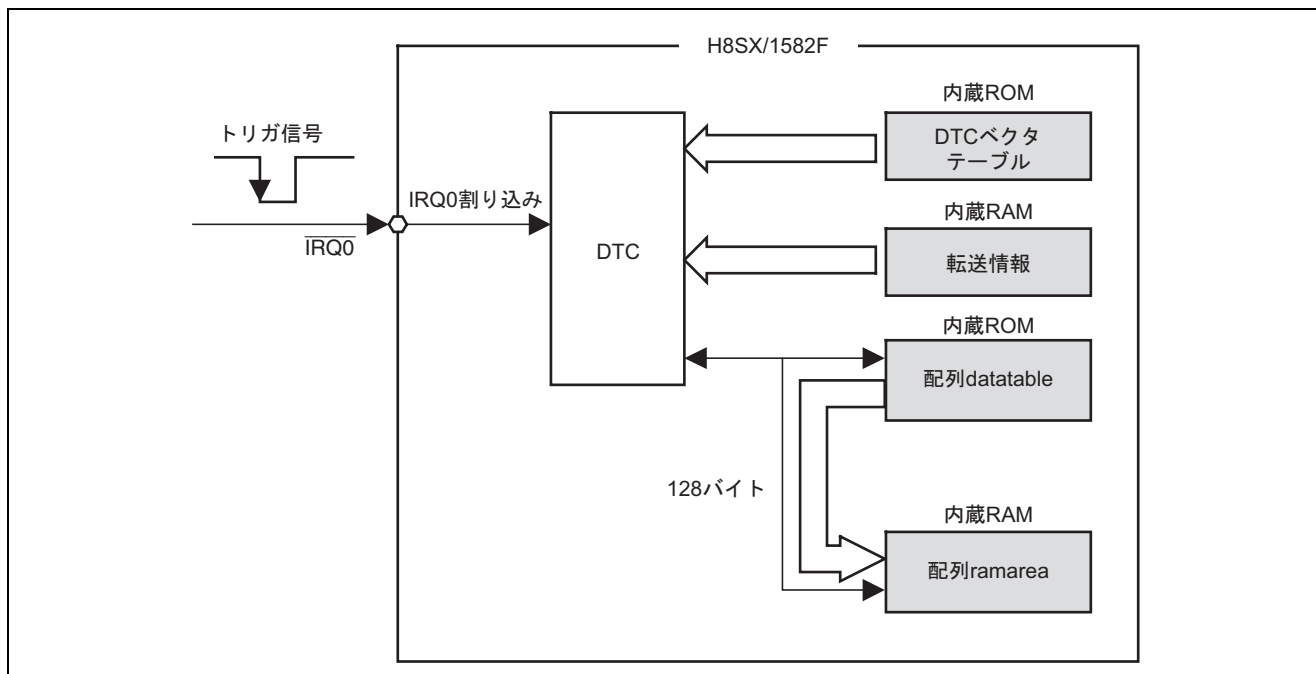 H8SX/1582F
トリガ信号
IRQ0
IRQ0割り込み
DTC
内蔵ROM
DTCベクタ
テーブル
内蔵RAM
転送情報
内蔵ROM
配列datatable
128バイト
内蔵RAM
配列ramarea